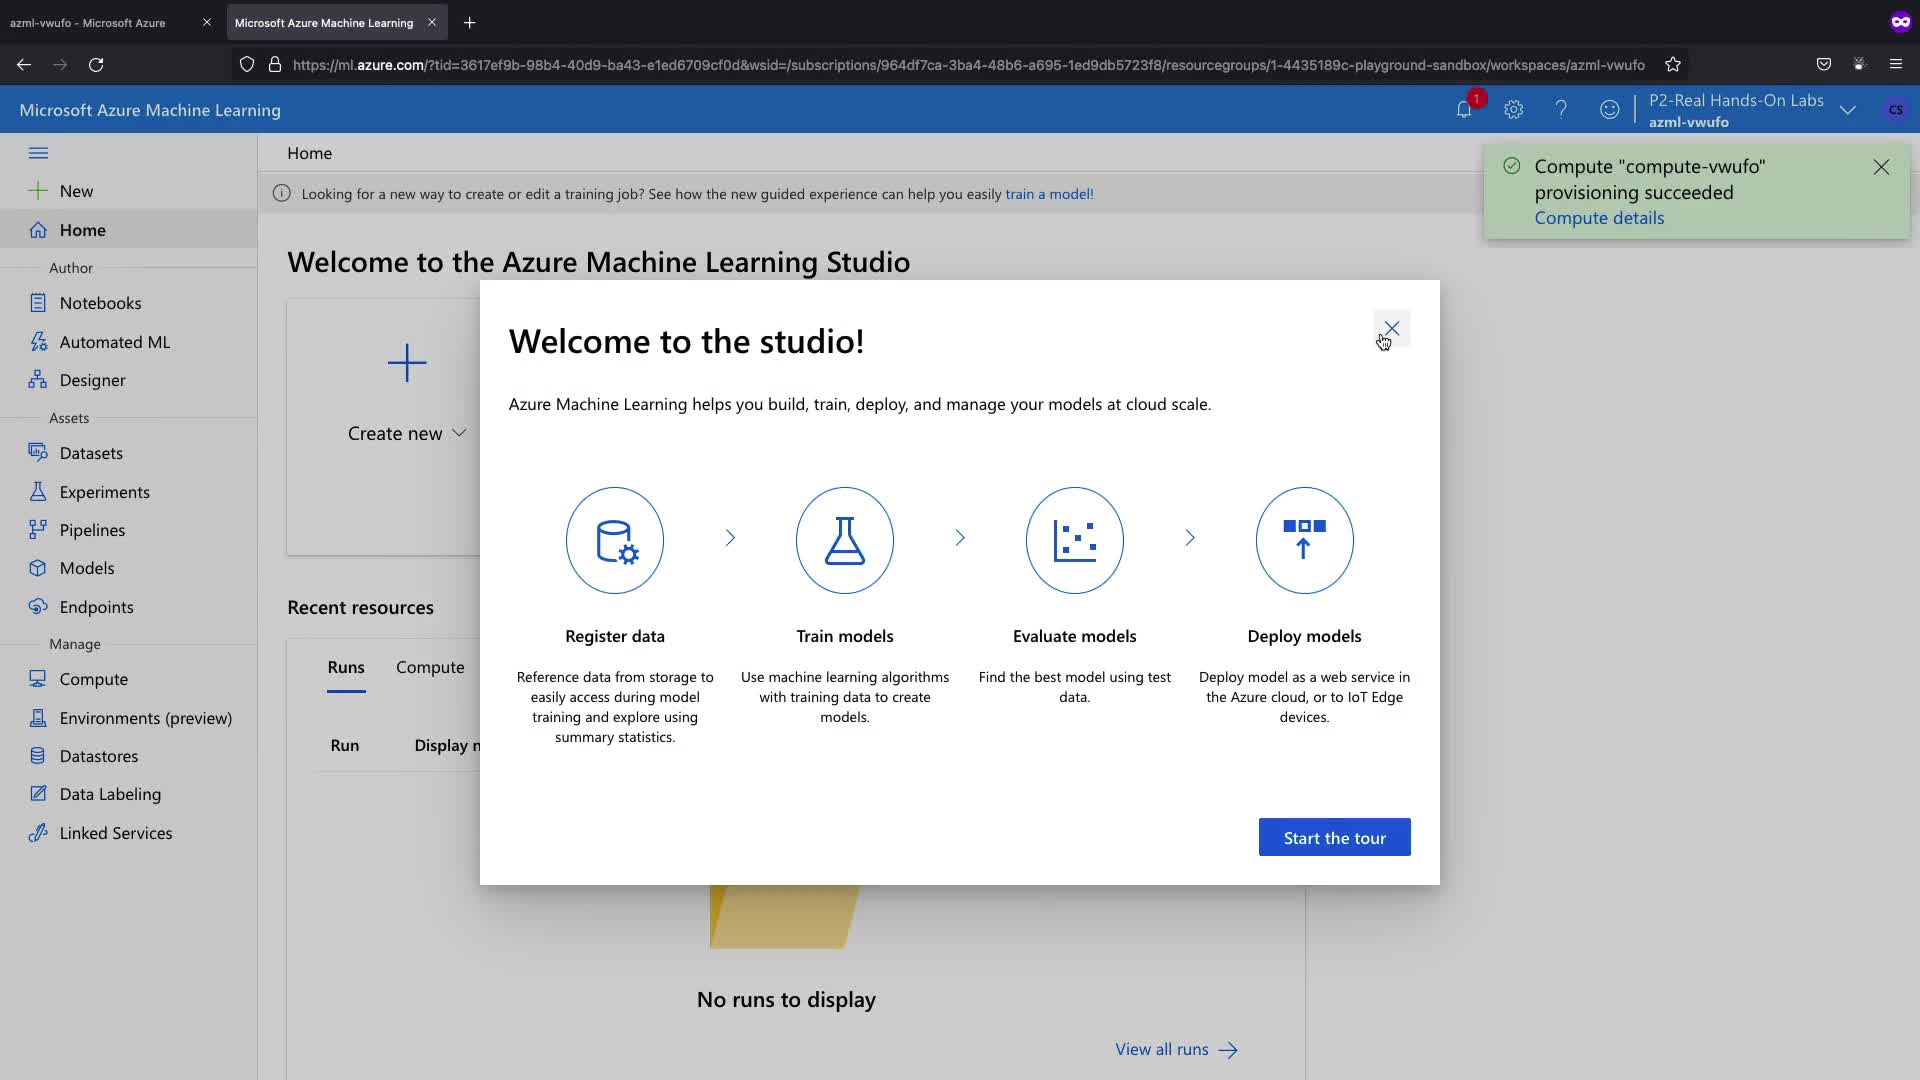 azml-vwufo - Microsoft Azure
Microsoft Azure Machine Learning
https://ml.azure.com/?tid=3617ef9b-98b4-40d9-ba43-e1ed6709cf0d&wsid=/subscriptions/964df7ca-3ba4-48b6-a695-1ed9db5723f8/resourcegroups/1-4435189c-playground-sandbox/workspaces/azml-vwufo
Microsoft Azure Machine Learning
1
P2-Real Hands-On Labs
azml-vwufo
CS
New
Home
Author
Notebooks
Automated ML
Designer
Assets
Datasets
Experiments
Pipelines
Models
Endpoints
Manage
Compute
Environments (preview)
Datastores
Data Labeling
Linked Services
Home
Looking for a new way to create or edit a training job? See how the new guided experience can help you easily train a model!
Compute "compute-vwufo"
provisioning succeeded
Compute details
Welcome to the Azure Machine Learning Studio
Create new
Recent resources
Runs Compute
Run Display n
Welcome to the studio!
Azure Machine Learning helps you build, train, deploy, and manage your models at cloud scale.
Register data
Reference data from storage to
easily access during model
training and explore using
summary statistics.
Train models
Use machine learning algorithms
with training data to create
models.
Evaluate models
Find the best model using test
data.
Deploy models
Deploy model as a web service in
the Azure cloud, or to IoT Edge
devices.
Start the tour
No runs to display
View all runs